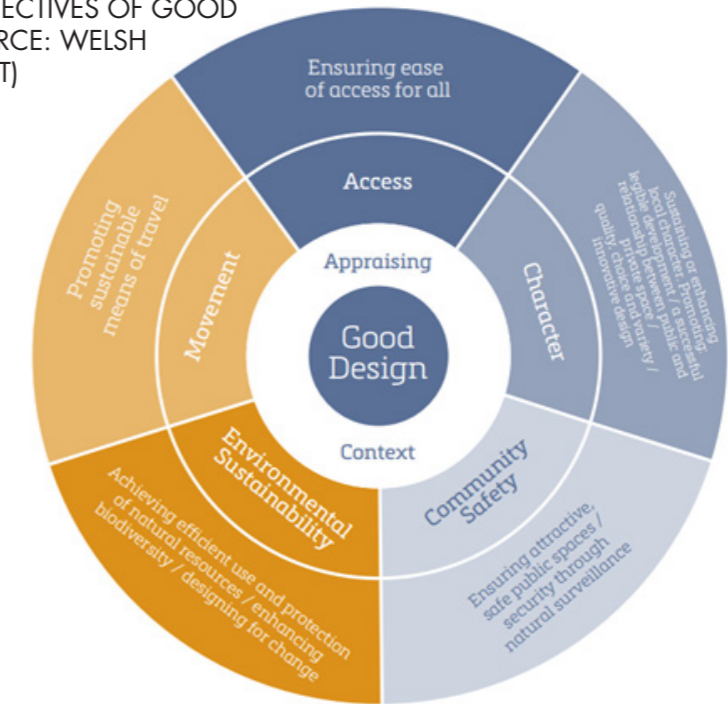 ECTIVES OF GOOD
RCE: WELSH
T)
Ensuring ease
of access for all
Access
Sustaining or enhancing
local character. Promoting:
legible development / a successful
relationship between public and
private space /
quality, choice and variety /
innovative design
Character
Ensuring attractive,
safe public spaces /
security through
natural surveillance
Community
Safety
Achieving efficient use and protection
of natural resources / enhancing
biodiversity / designing for change
Environmental
Sustainability
Promoting
sustainable
means of travel
Movement
Appraising
Good
Design
Context